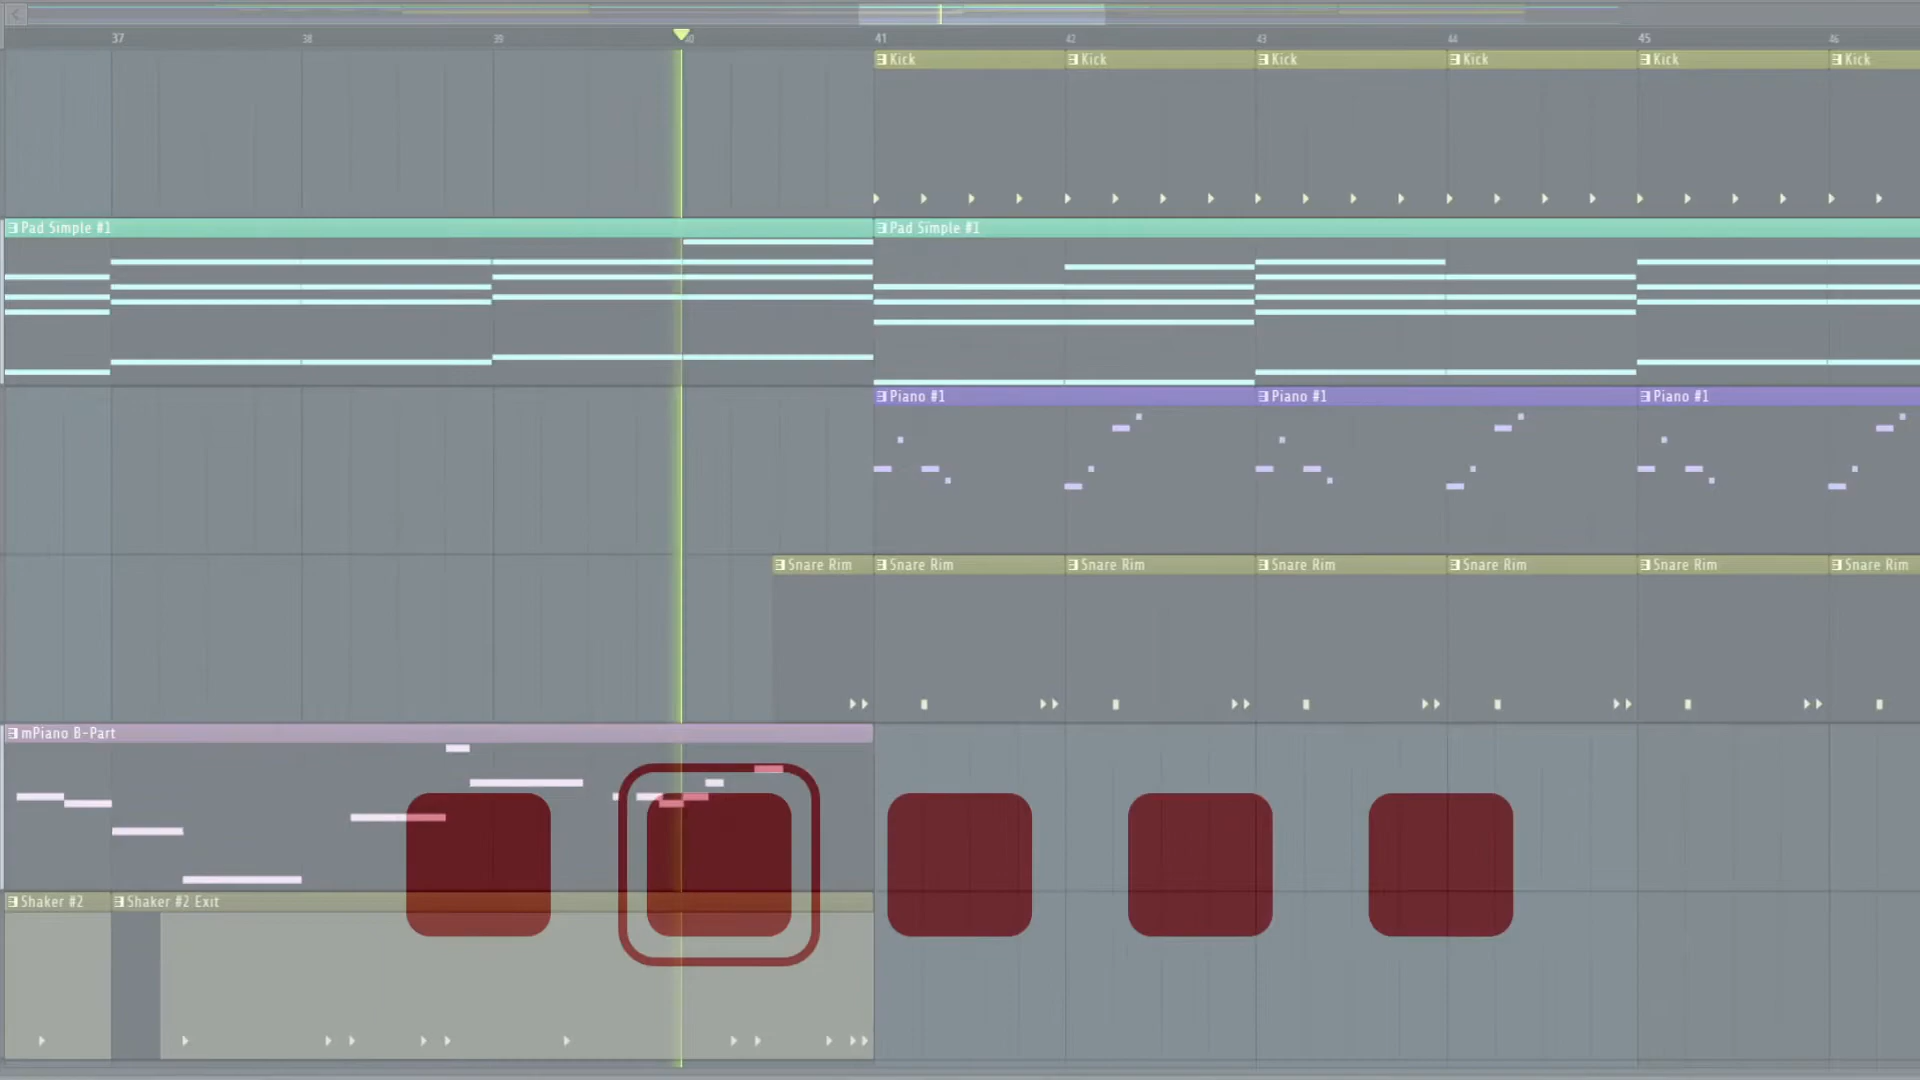 37 38 39 40 41 42 43 44 45 46
Kick Kick Kick Kick Kick Kick
Pad Simple #1 Pad Simple #1
Piano #1 Piano #1 Piano #1
Snare Rim Snare Rim Snare Rim Snare Rim Snare Rim Snare Rim Snare Rim
mPiano B-Part
Shaker #2 Shaker #2 Exit